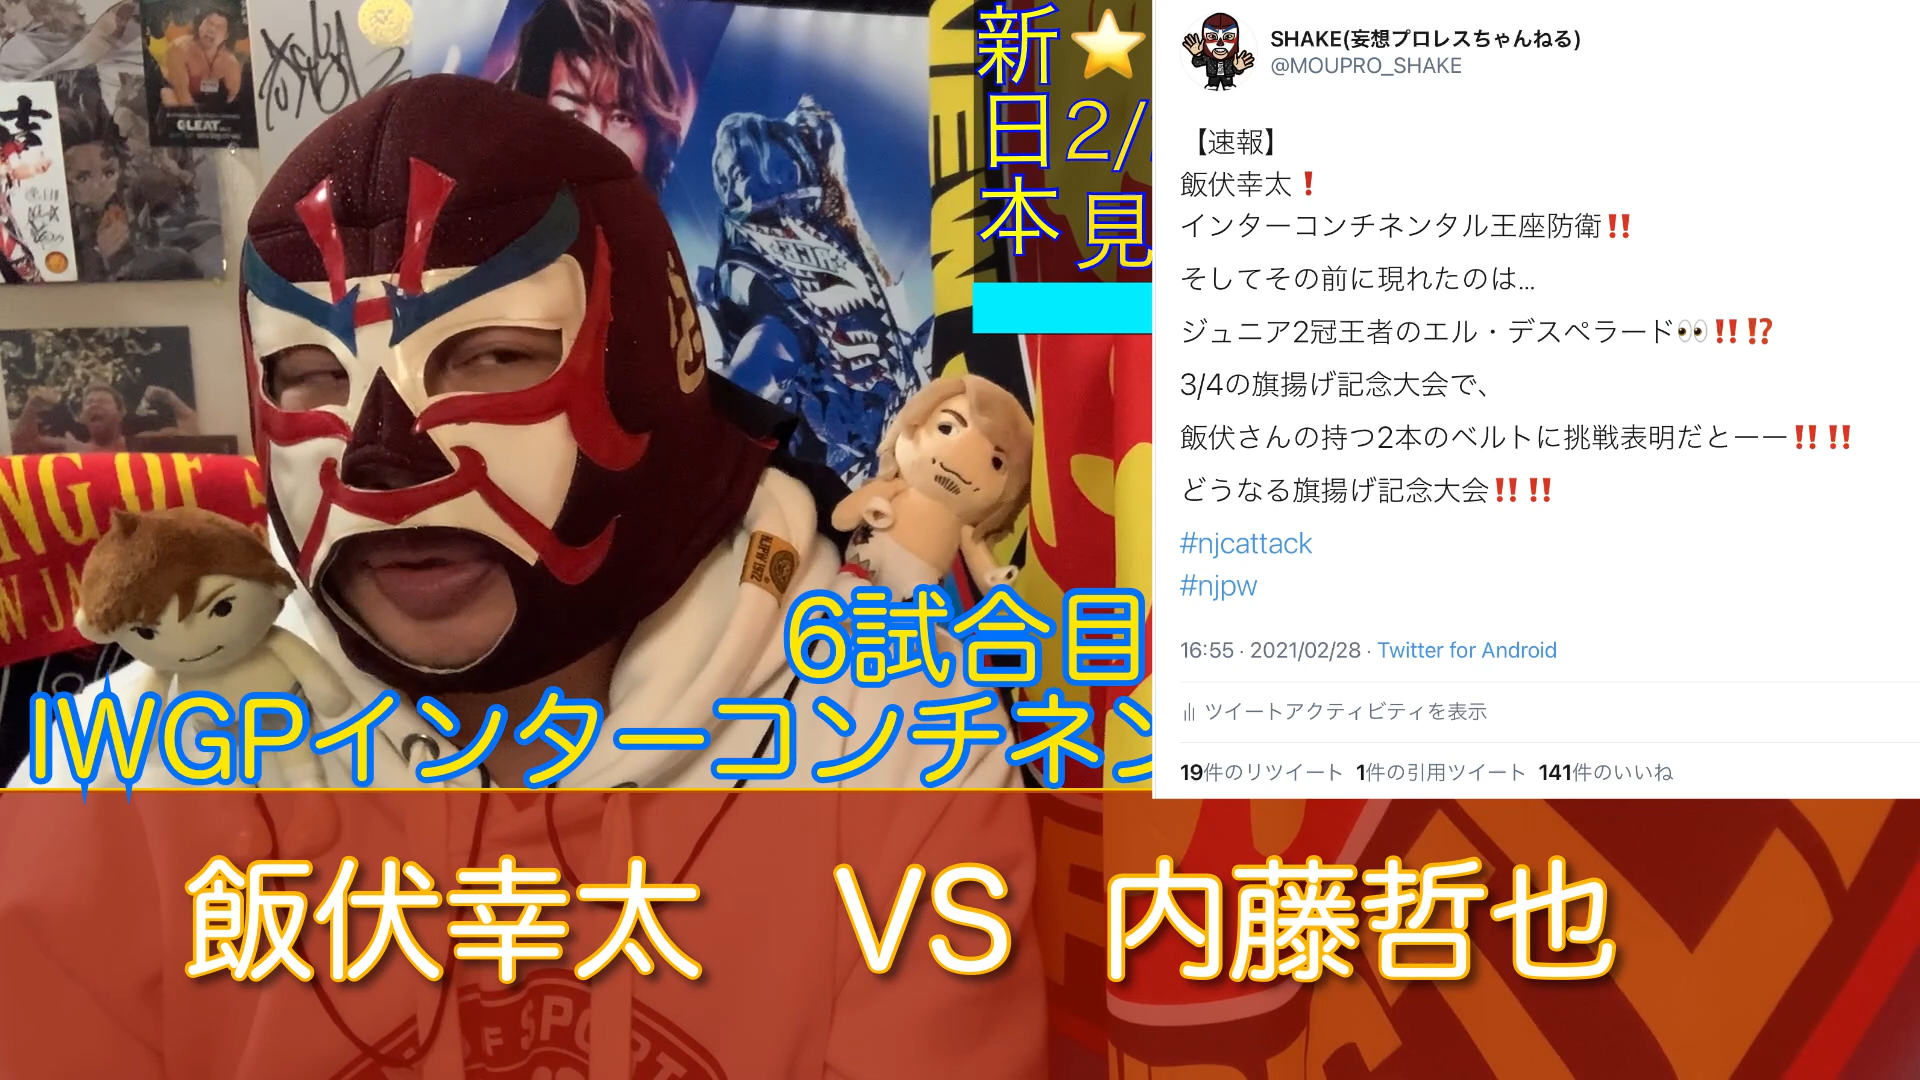 新日本
⭐2/
見
GLEAT
VIEW
NG OF S
W JA
NJPW 1972
6試合目
IWGPインターコンチネン
飯伏幸太 VS 内藤哲也
OF SPORTS
SHAKE(妄想プロレスちゃんねる)
@MOUPRO_SHAKE
【速報】
飯伏幸太❗
インターコンチネンタル王座防衛‼️
そしてその前に現れたのは...
ジュニア2冠王者のエル・デスペラード👀‼️⁉️
3/4の旗揚げ記念大会で、
飯伏さんの持つ2本のベルトに挑戦表明だとーー‼️‼️
どうなる旗揚げ記念大会‼️‼️
#njcattack
#njpw
16:55 · 2021/02/28 · Twitter for Android
ツイートアクティビティを表示
19件のリツイート 1件の引用ツイート 141件のいいね